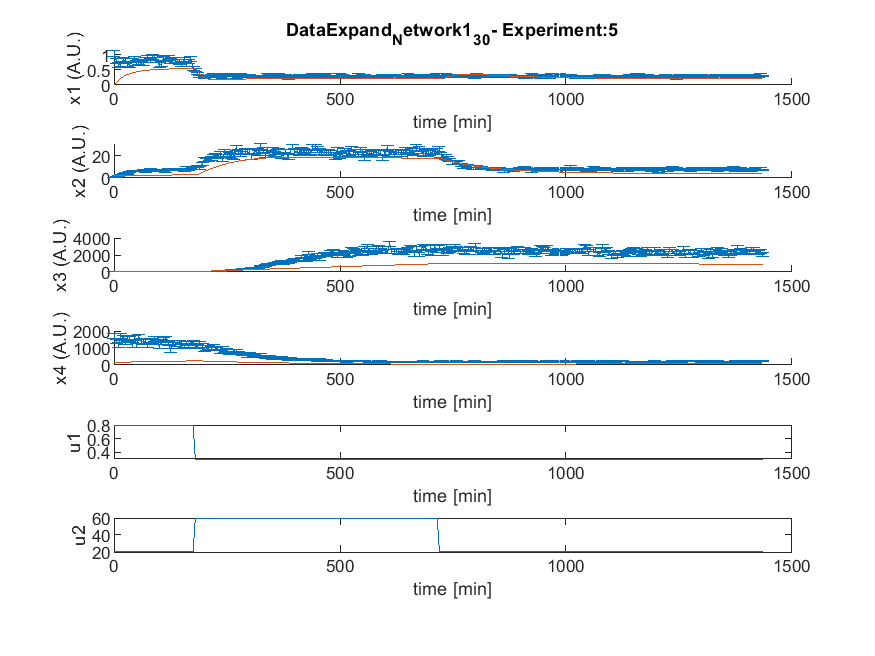 DataExpand_Network1_30- Experiment:5
x1 (A.U.)
1
0.5
0
0 500 1000 1500
time [min]
x2 (A.U.)
20
0
0 500 1000 1500
time [min]
x3 (A.U.)
4000
2000
0
0 500 1000 1500
time [min]
x4 (A.U.)
2000
1000
0
0 500 1000 1500
time [min]
u1
0.8
0.6
0.4
0 500 1000 1500
time [min]
u2
60
40
20
0 500 1000 1500
time [min]